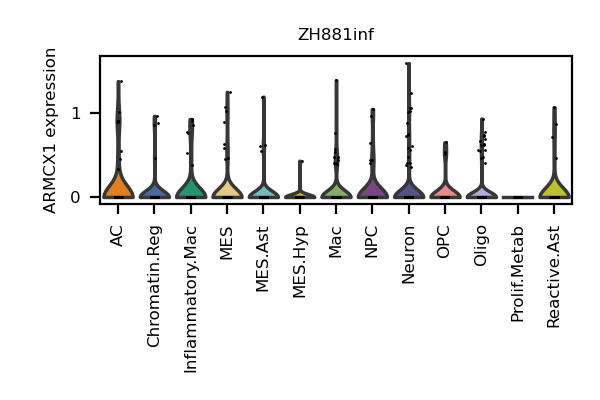 ZH881inf
ARMCX1 expression
1
0
AC
Chromatin.Reg
Inflammatory.Mac
MES
MES.Ast
MES.Hyp
Mac
NPC
Neuron
OPC
Oligo
Prolif.Metab
Reactive.Ast